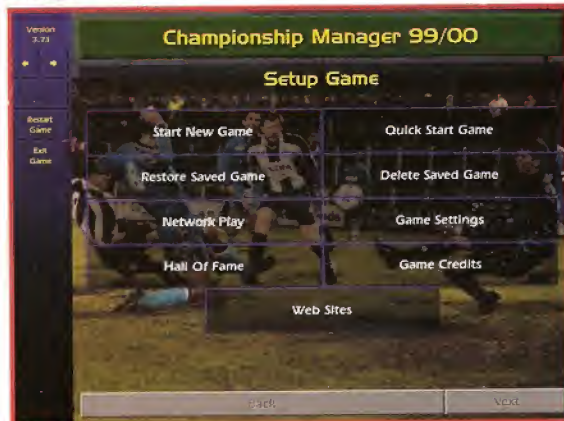 Version
3.73
Championship Manager 99/00
Setup Game
Restart
Game
Exit
Game
Start New Game
Quick Start Game
Restore Saved Game
Delete Saved Game
Network Play
Game Settings
Hall Of Fame
Game Credits
Web Sites
Back
Next